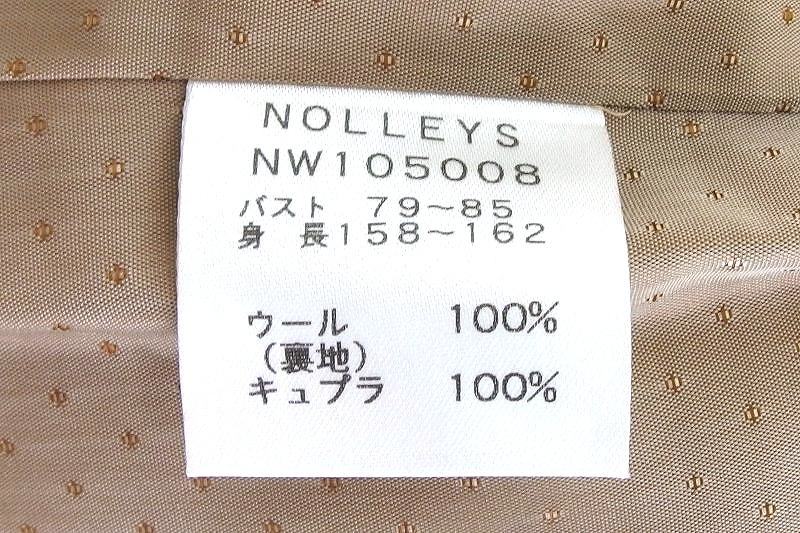 NOLLEYS
NW105008
バスト 79~85
身 長158~162
ウール 100%
(裏地)
キュプラ 100%